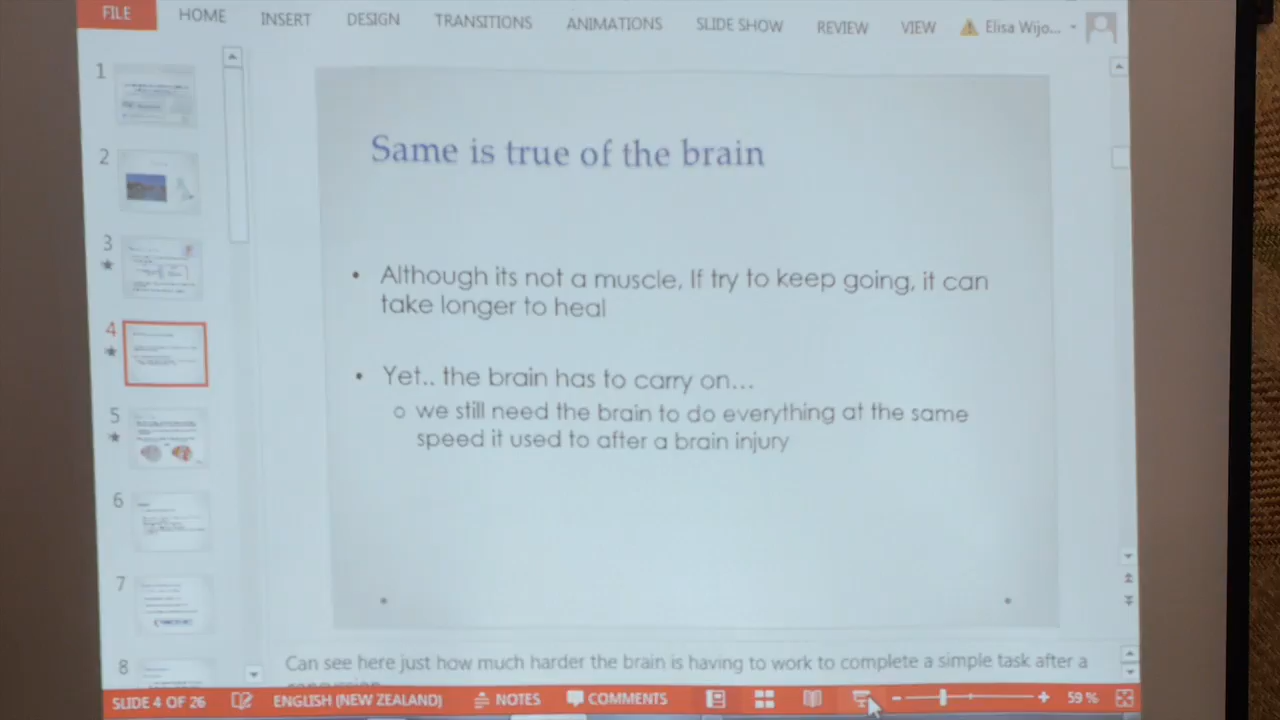 FILE HOME INSERT DESIGN TRANSITIONS ANIMATIONS SLIDE SHOW REVIEW VIEW Elisa Wijo...
1
2
3
4
5
6
7
8
Same is true of the brain
• Although its not a muscle, If try to keep going, it can
take longer to heal
• Yet.. the brain has to carry on...
o we still need the brain to do everything at the same
speed it used to after a brain injury
Can see here just how much harder the brain is having to work to complete a simple task after a
SLIDE 4 OF 26 ENGLISH (NEW ZEALAND) NOTES COMMENTS 59 %